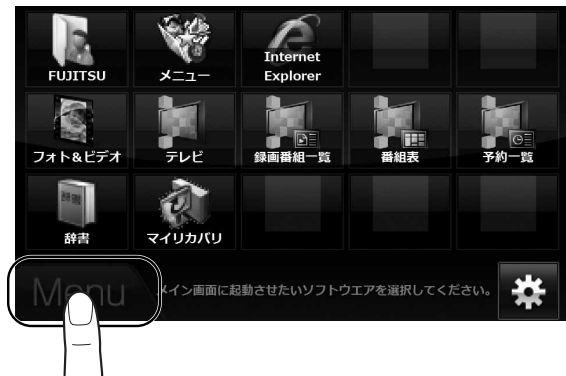 FUJITSU
メニュー
Internet
Explorer
フォト&ビデオ
テレビ
録画番組一覧
番組表
予約一覧
辞書
マイリカバリ
Menu
メイン画面に起動させたいソフトウエアを選択してください。